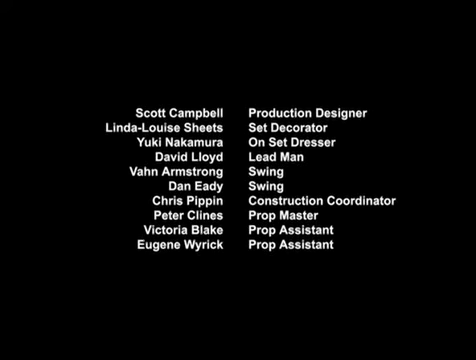 Scott Campbell Production Designer
Linda-Louise Sheets Set Decorator
Yuki Nakamura On Set Dresser
David Lloyd Lead Man
Vahn Armstrong Swing
Dan Eady Swing
Chris Pippin Construction Coordinator
Peter Clines Prop Master
Victoria Blake Prop Assistant
Eugene Wyrick Prop Assistant